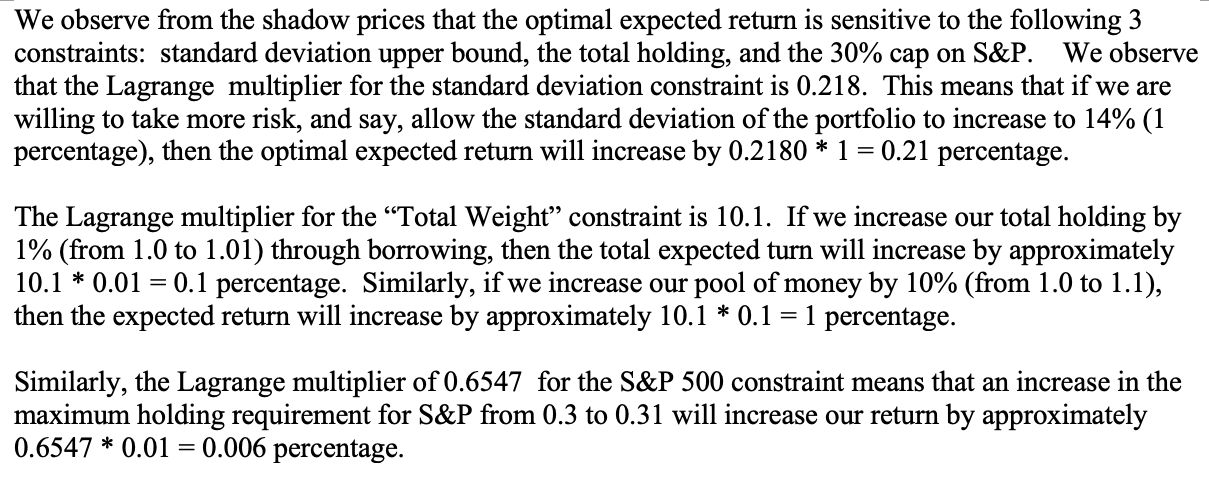 We observe from the shadow prices that the optimal expected return is sensitive to the following 3
constraints: standard deviation upper bound, the total holding, and the 30% cap on S&P. We observe
that the Lagrange multiplier for the standard deviation constraint is 0.218. This means that if we are
willing to take more risk, and say, allow the standard deviation of the portfolio to increase to 14% (1
percentage), then the optimal expected return will increase by 0.2180 * 1 = 0.21 percentage.
The Lagrange multiplier for the “Total Weight” constraint is 10.1. If we increase our total holding by
1% (from 1.0 to 1.01) through borrowing, then the total expected turn will increase by approximately
10.1 * 0.01 = 0.1 percentage. Similarly, if we increase our pool of money by 10% (from 1.0 to 1.1),
then the expected return will increase by approximately 10.1 * 0.1 = 1 percentage.
Similarly, the Lagrange multiplier of 0.6547 for the S&P 500 constraint means that an increase in the
maximum holding requirement for S&P from 0.3 to 0.31 will increase our return by approximately
0.6547 * 0.01 = 0.006 percentage.